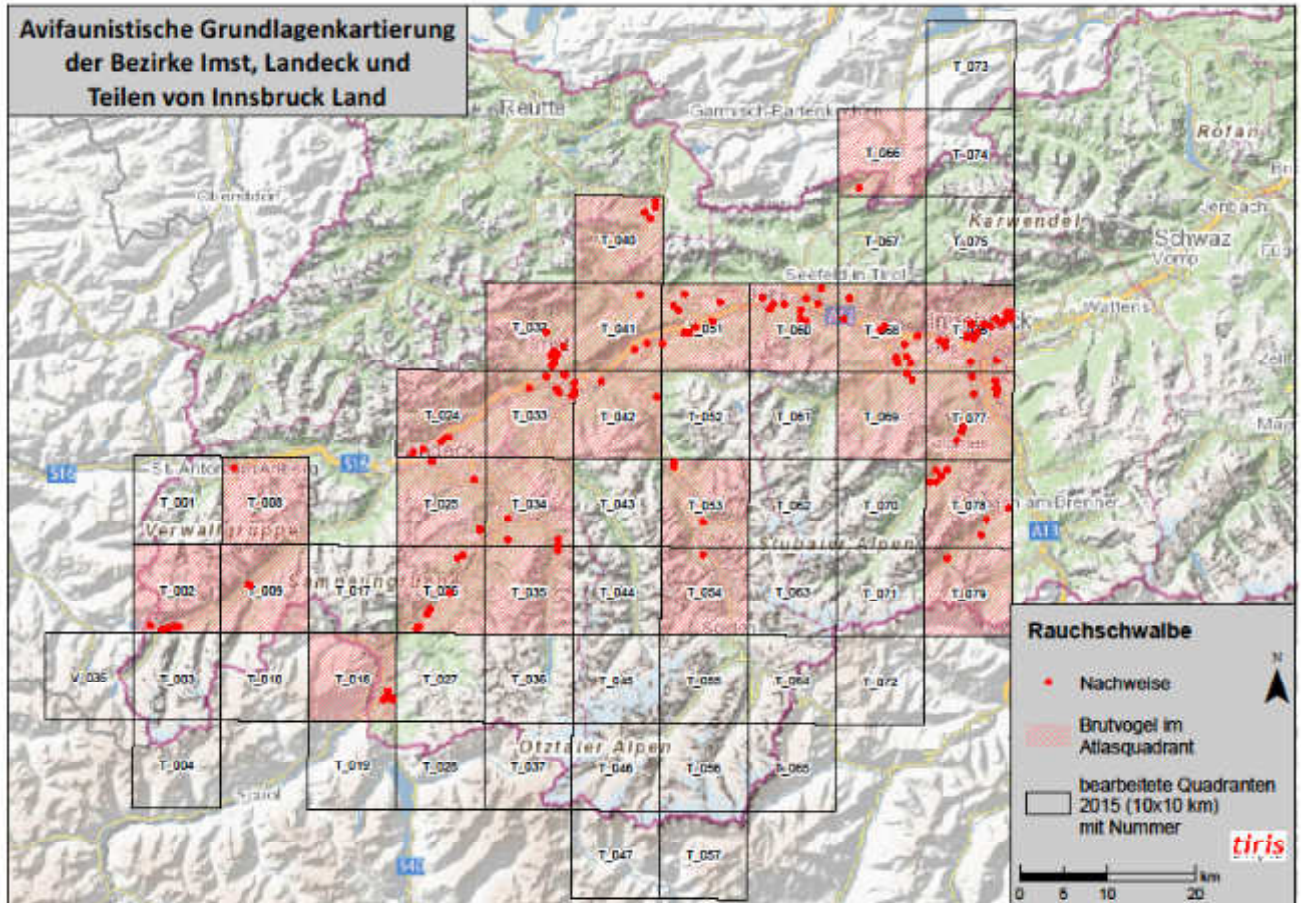 Avifaunistische Grundlagenkartierung
der Bezirke Imst, Landeck und
Teilen von Innsbruck Land
T_073
Reutte
Garmisch-Partenkirchen
Rofan
T_066
T_074
Oberstdorf
Jenbach
Karwendel
T_040
T_067
T_075
Schwaz
Vomp
Seefeld in Tirol
Wattens
T_032
T_041
T_051
T_060
T_068
T_024
T_033
T_042
T_052
T_061
T_069
T_077
S16
S16
T_001
T_008
T_025
T_034
T_043
T_053
T_062
T_070
T_078
am Brenner
Verwallgruppe
Stubaier Alpen
A13
T_002
T_009
T_017
T_026
T_035
T_044
T_054
T_063
T_071
T_079
V_035
T_003
T_010
T_018
T_027
T_036
T_045
T_055
T_064
T_072
Ötztaler Alpen
T_004
T_019
T_028
T_037
T_046
T_056
T_065
S40
T_047
T_057
Rauchschwalbe
N
Nachweise
Brutvogel im
Atlasquadrant
bearbeitete Quadranten
2015 (10x10 km)
mit Nummer
tiris
km
0 5 10 20